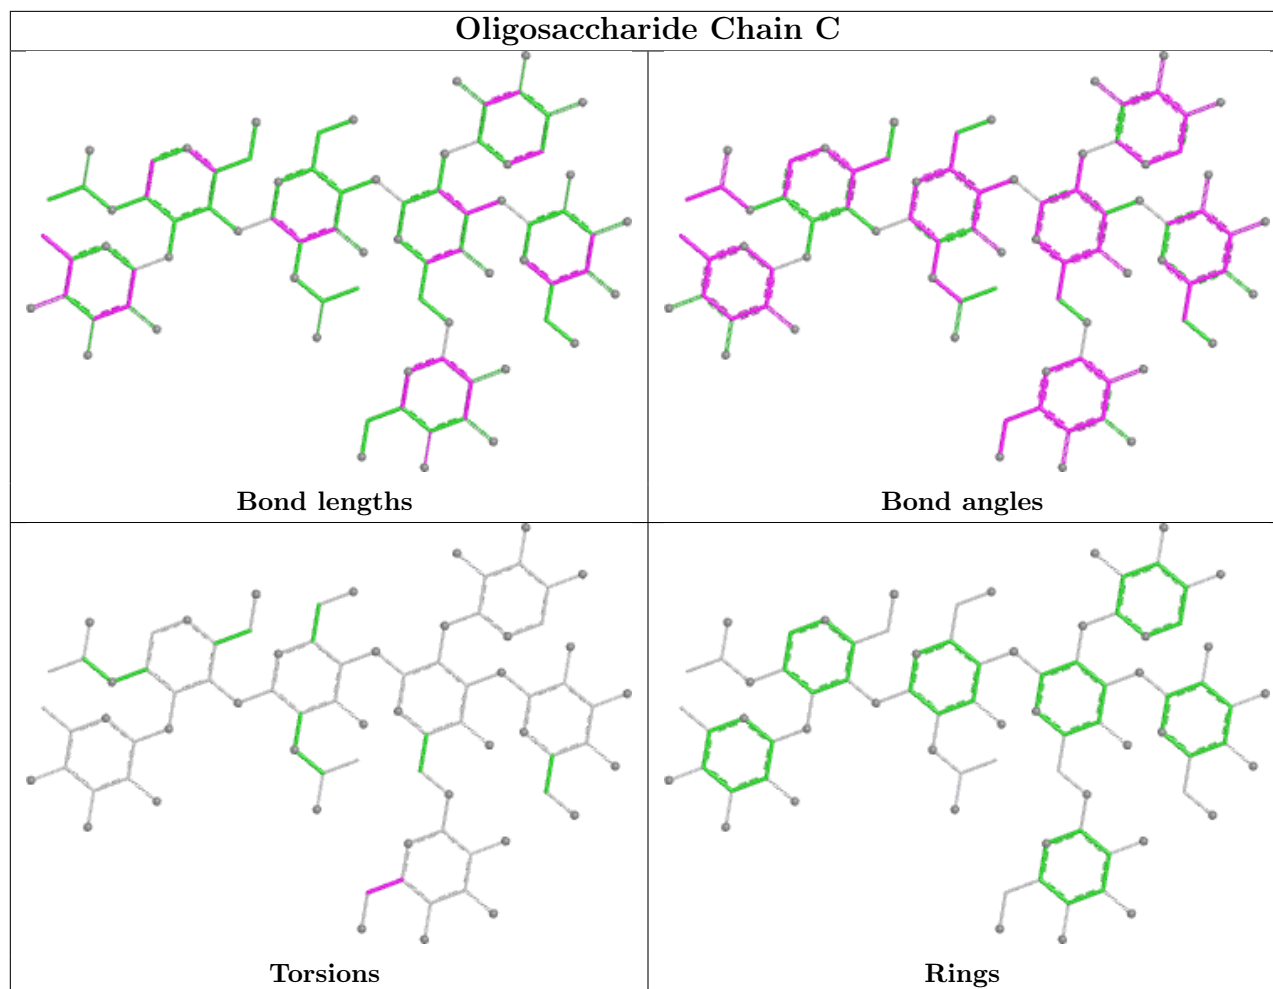 Oligosaccharide Chain C
Bond lengths
Bond angles
Torsions
Rings